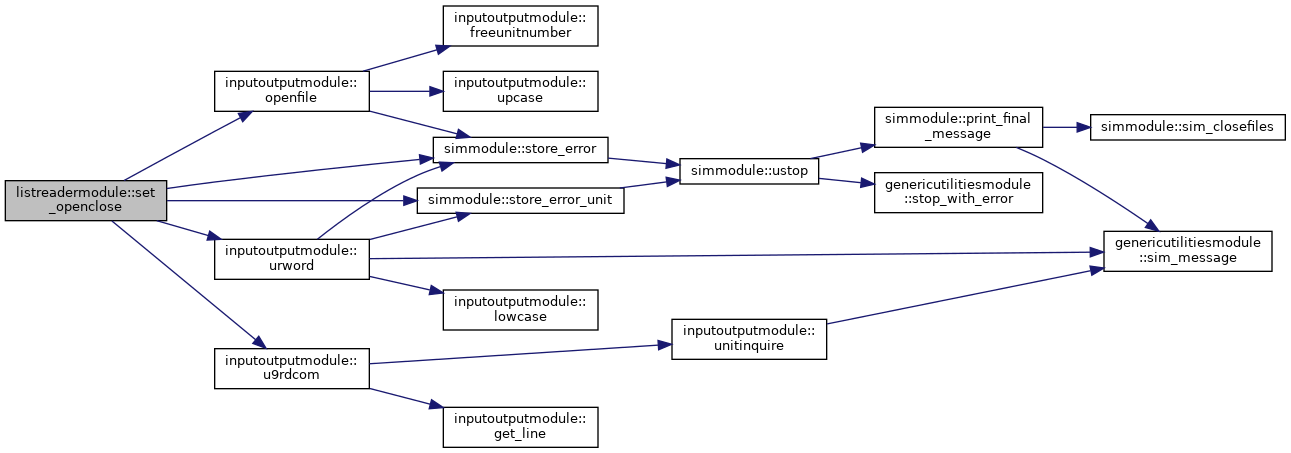 listreadermodule::set
_openclose
inputoutputmodule::
openfile
inputoutputmodule::
freeunitnumber
inputoutputmodule::
upcase
simmodule::store_error
simmodule::store_error_unit
inputoutputmodule::
urword
inputoutputmodule::
lowcase
inputoutputmodule::
u9rdcom
inputoutputmodule::
get_line
simmodule::ustop
inputoutputmodule::
unitinquire
simmodule::print_final
_message
genericutilitiesmodule
::stop_with_error
simmodule::sim_closefiles
genericutilitiesmodule
::sim_message